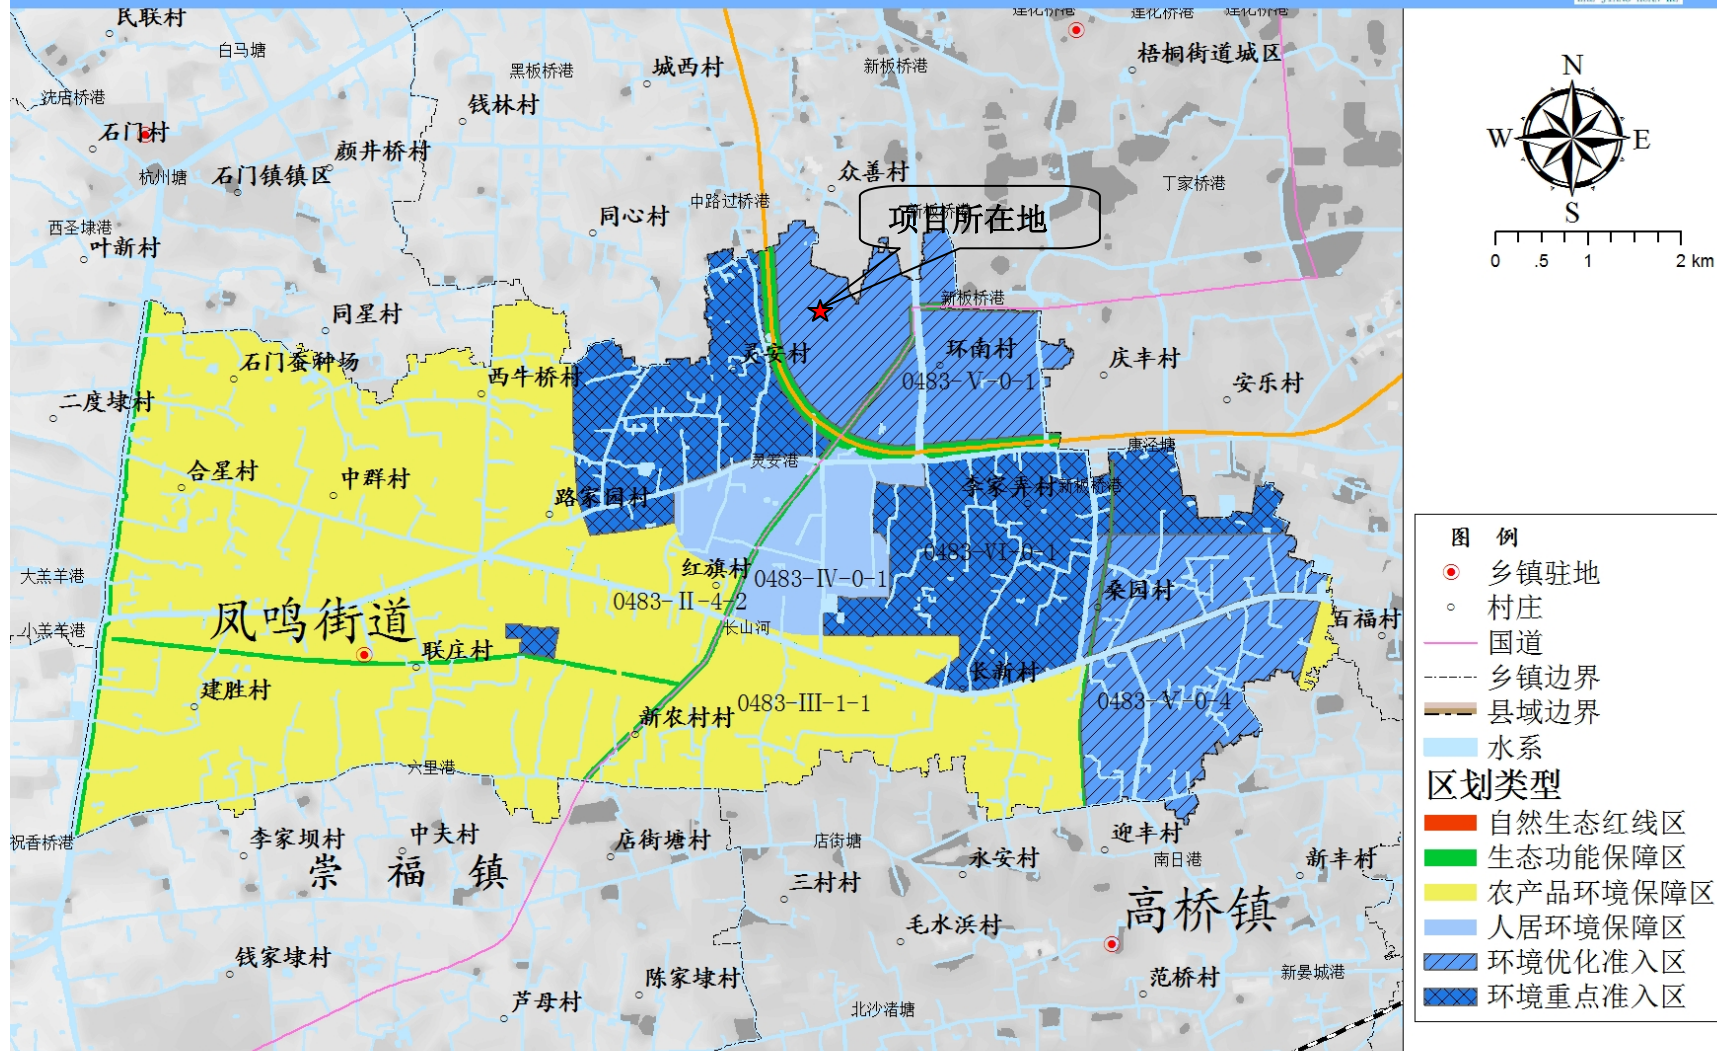 民联村
莲花桥港
莲花桥港
莲花桥港
白马塘
黑板桥港
城西村
新板桥港
梧桐街道城区
洗店桥港
钱林村
石门村
颜井桥村
杭州塘
石门镇镇区
众善村
丁家桥港
中路过桥港
新板桥港
项目所在地
西圣埭港
同心村
叶新村
新板桥港
同星村
石门蚕种场
灵安村
环南村
庆丰村
西牛桥村
0483-V-0-1
安乐村
二度埭村
康泾塘
灵安港
合星村
中群村
路家园村
李家弄村
新板桥港
0483-VI-0-1
大羔羊港
红旗村
0483-IV-0-1
桑园村
0483-II-4-2
凤鸣街道
小羔羊港
长山河
百福村
联庄村
长新村
建胜村
0483-III-1-1
0483-V-0-4
新农村村
六里港
祝香桥港
李家坝村
中夫村
店街塘村
店街塘
迎丰村
永安村
南日港
新丰村
崇福镇
三村村
高桥镇
毛水浜村
钱家埭村
陈家埭村
范桥村
新晏城港
芦母村
北沙渚塘
N
W
E
S
0 .5 1 2 km
图 例
乡镇驻地
村庄
国道
乡镇边界
县域边界
水系
区划类型
自然生态红线区
生态功能保障区
农产品环境保障区
人居环境保障区
环境优化准入区
环境重点准入区